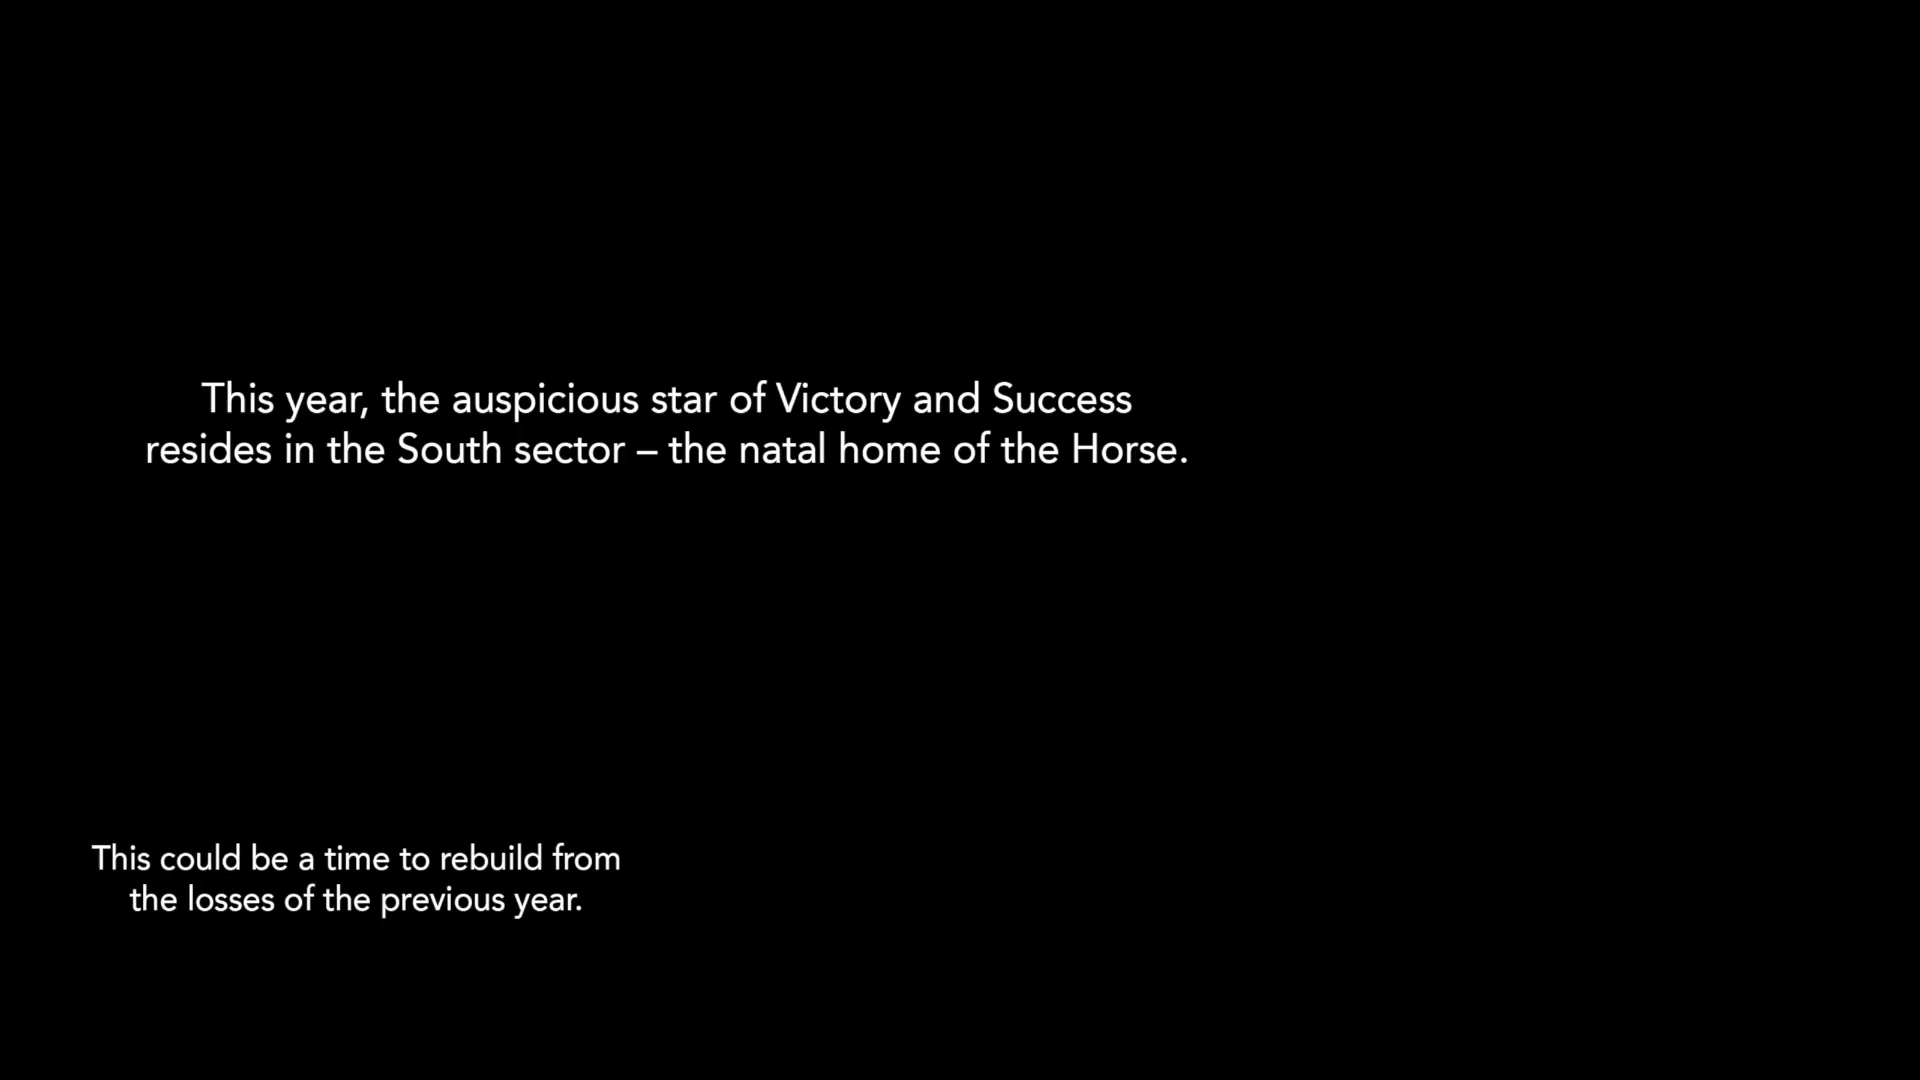 This year, the auspicious star of Victory and Success
resides in the South sector – the natal home of the Horse.
This could be a time to rebuild from
the losses of the previous year.